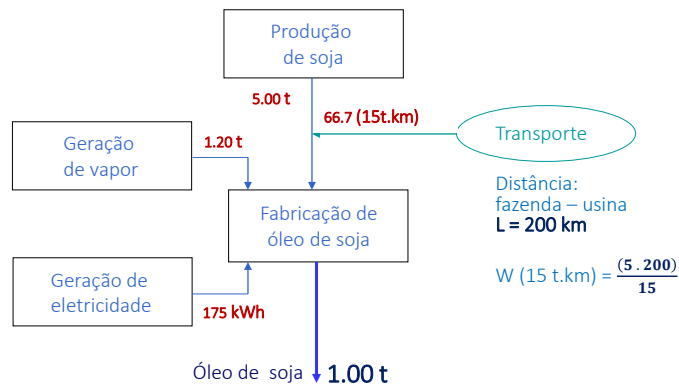 Produção
de soja
5.00 t
66.7 (15t.km)
Transporte
Geração
de vapor
1.20 t
Distância:
fazenda – usina
L = 200 km
Fabricação de
óleo de soja
Geração de
eletricidade
175 kWh
W (15 t.km) = (5 . 200)
15
Óleo de soja 1.00 t